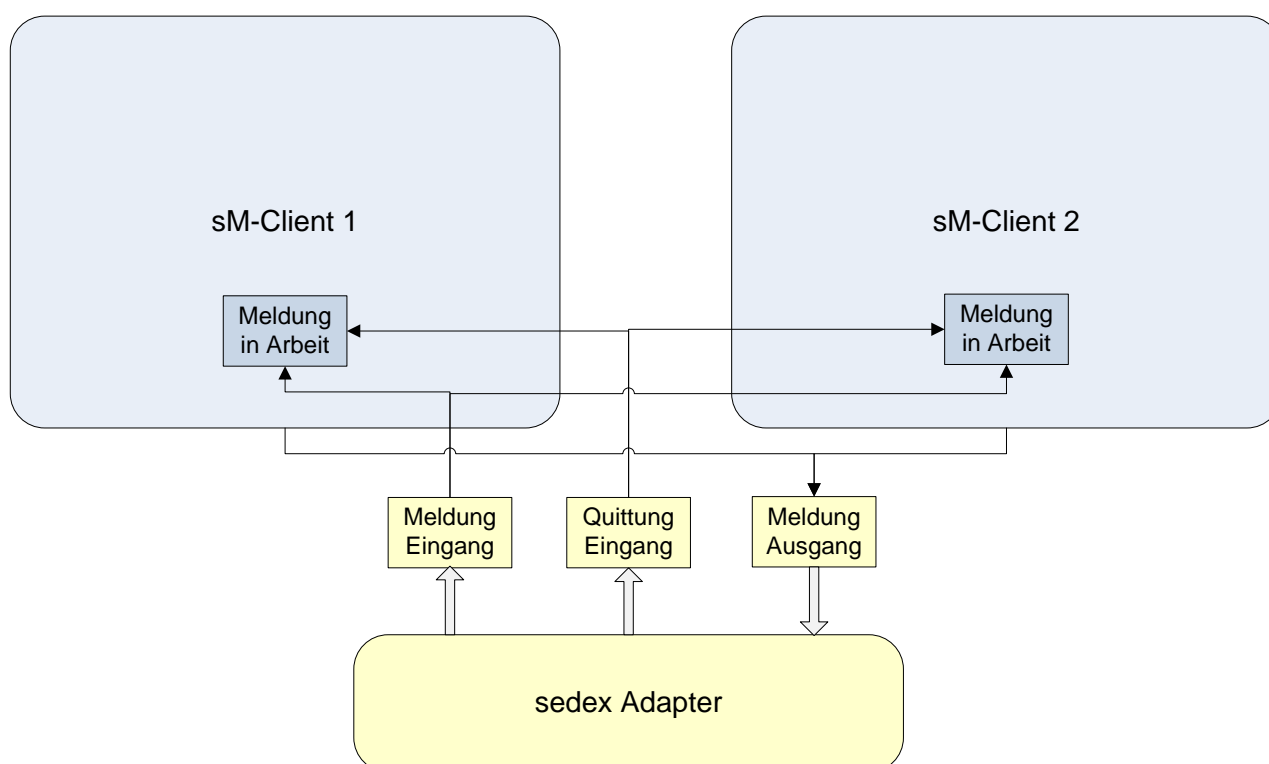 sM-Client 1
sM-Client 2
Meldung
in Arbeit
Meldung
in Arbeit
Meldung
Eingang
Quittung
Eingang
Meldung
Ausgang
sedex Adapter